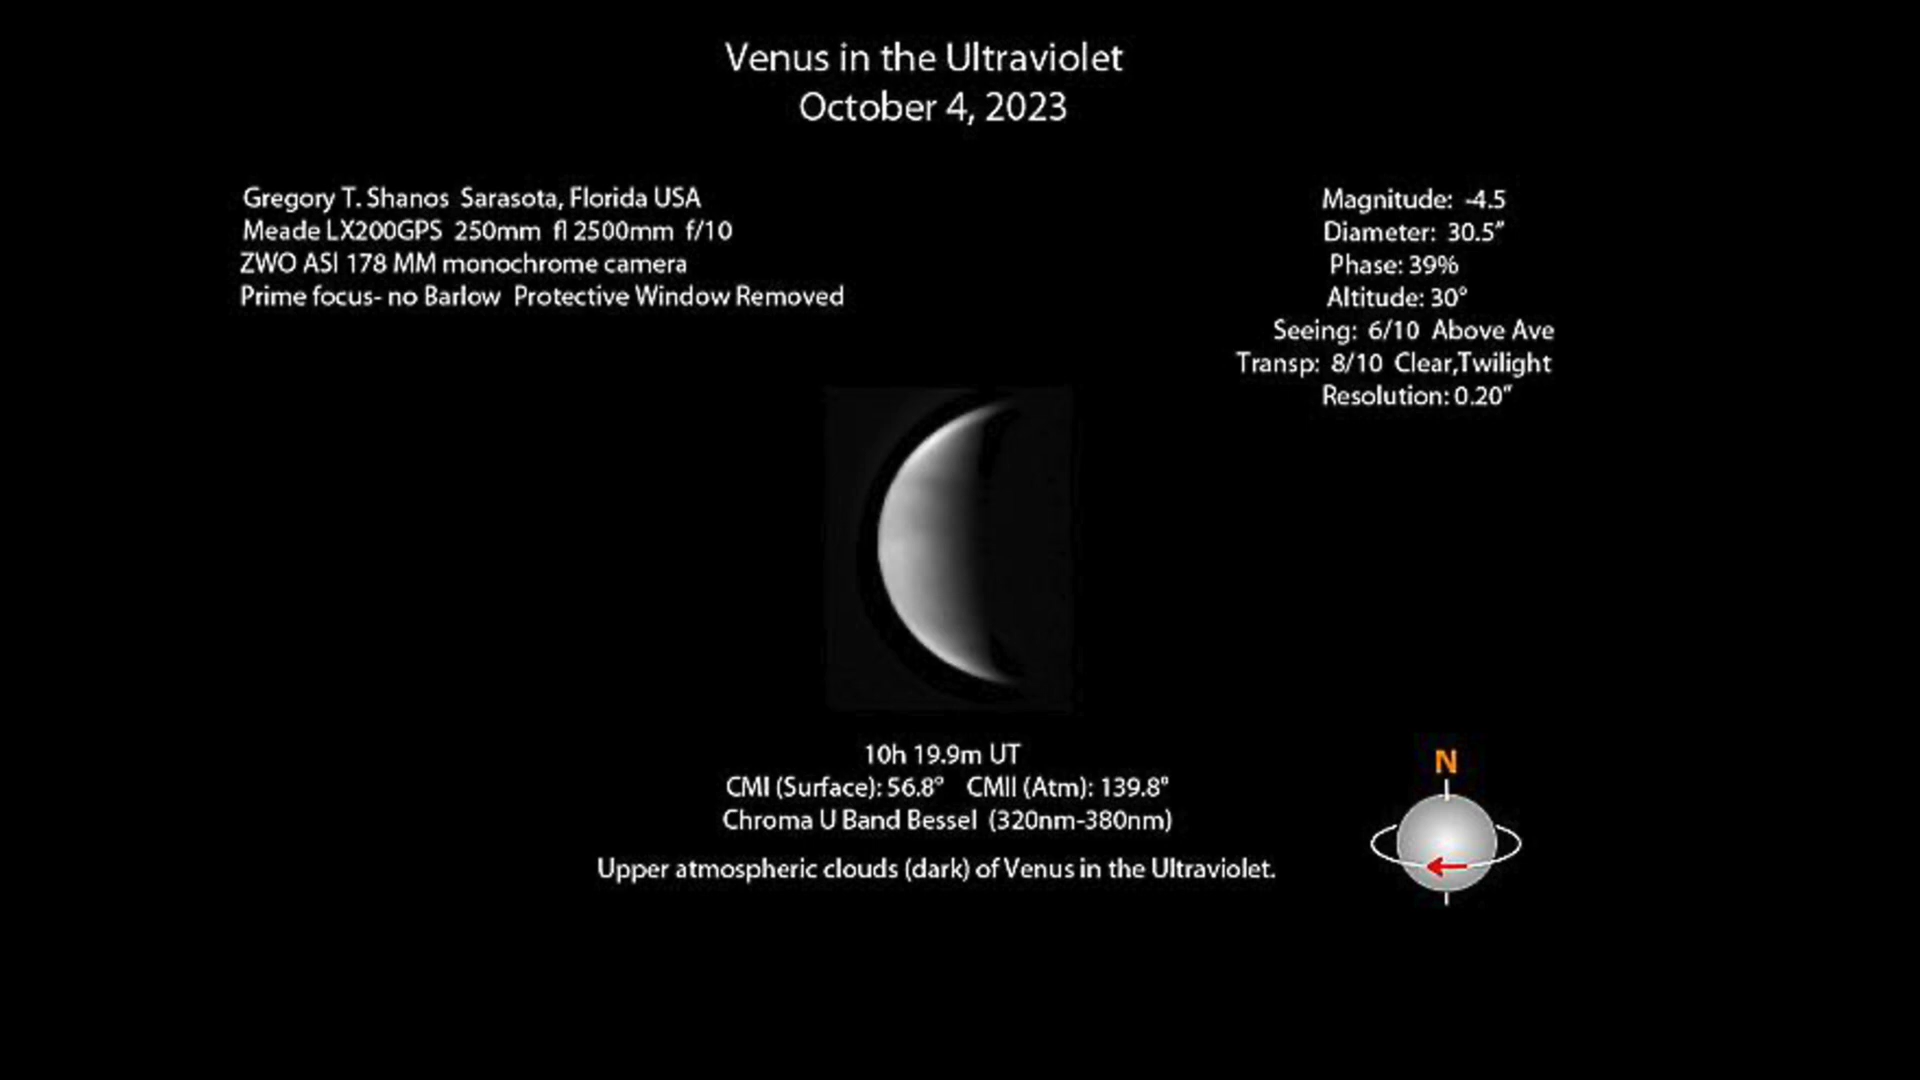 Venus in the Ultraviolet
October 4, 2023
Gregory T. Shanos  Sarasota, Florida USA
Meade LX200GPS  250mm  fl 2500mm  f/10
ZWO ASI 178 MM monochrome camera
Prime focus- no Barlow  Protective Window Removed
Magnitude:  -4.5
Diameter:  30.5"
Phase: 39%
Altitude: 30°
Seeing:  6/10  Above Ave
Transp:  8/10  Clear,Twilight
Resolution: 0.20"
10h 19.9m UT
CMI (Surface): 56.8°   CMII (Atm): 139.8°
Chroma U Band Bessel  (320nm-380nm)
Upper atmospheric clouds (dark) of Venus in the Ultraviolet.
N